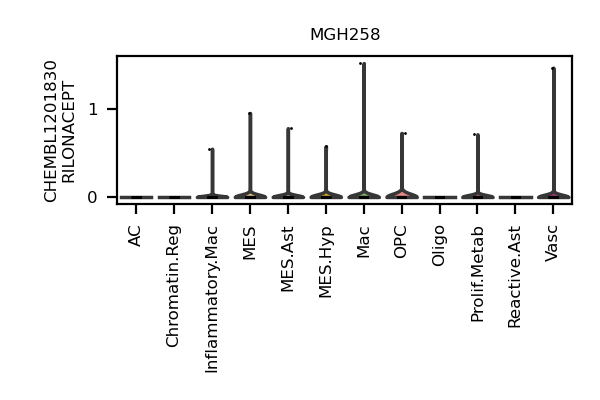 MGH258
CHEMBL1201830
RILONACEPT
1
0
AC
Chromatin.Reg
Inflammatory.Mac
MES
MES.Ast
MES.Hyp
Mac
OPC
Oligo
Prolif.Metab
Reactive.Ast
Vasc